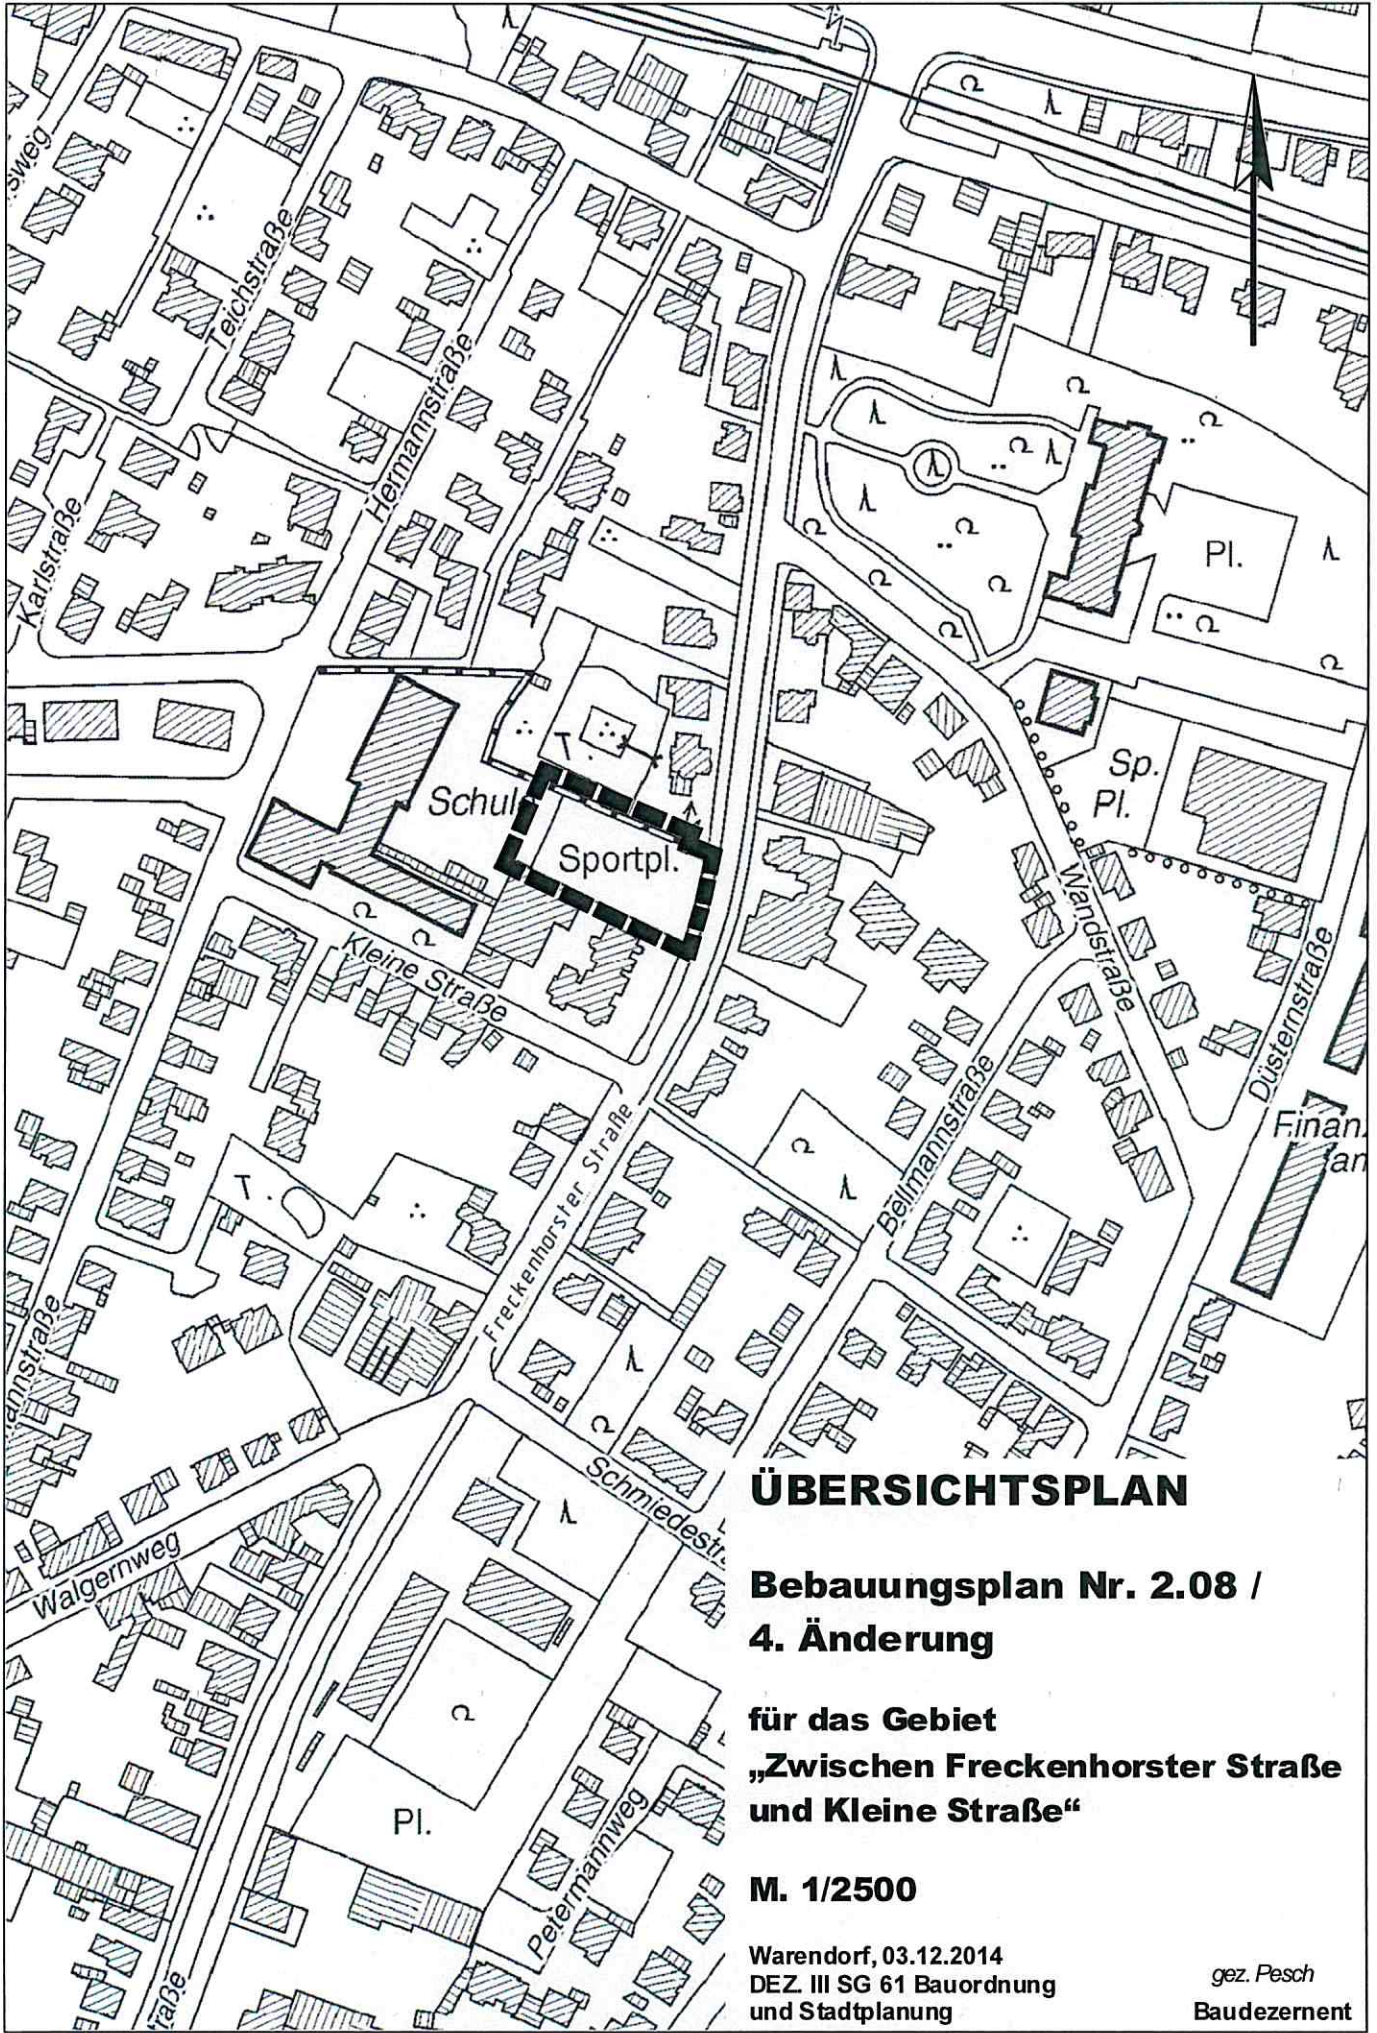 Teichstraße
Hermannstraße
Karlstraße
Pl.
Schul
Sportpl.
Sp.
Pl.
Kleine Straße
Wandstraße
Düsternstraße
Finan.
Bellmannstraße
T
T
Freckenhorster Straße
Schmiedestr
Walgernweg
Pl.
Petermannweg
ÜBERSICHTSPLAN
Bebauungsplan Nr. 2.08 /
4. Änderung
für das Gebiet
„Zwischen Freckenhorster Straße
und Kleine Straße“
M. 1/2500
Warendorf, 03.12.2014
DEZ. III SG 61 Bauordnung
und Stadtplanung
gez. Pesch
Baudezernent